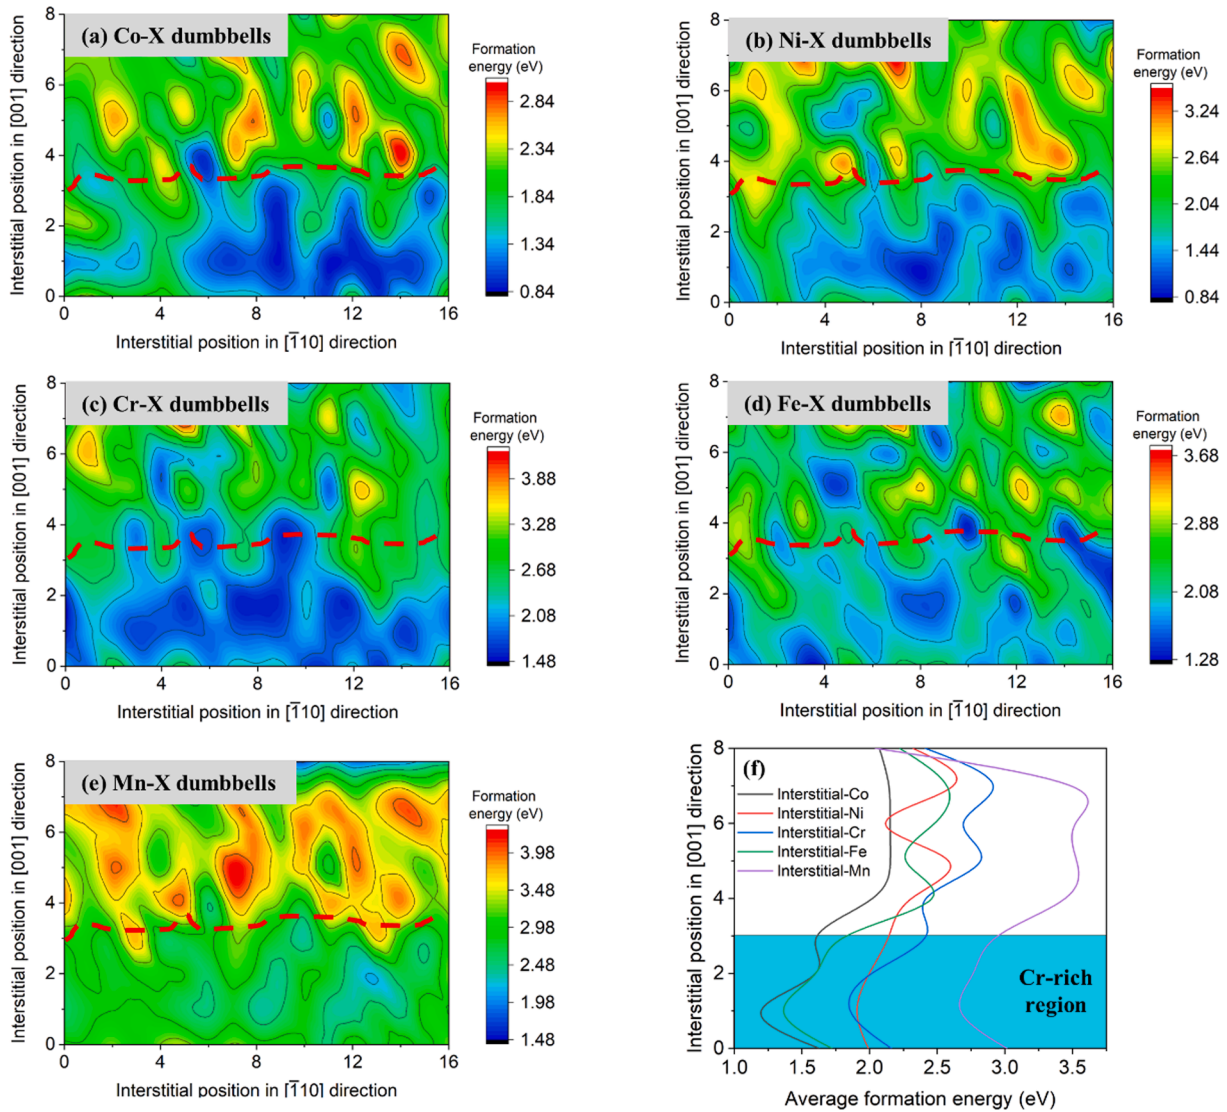 (a) Co-X dumbbells
Formation
energy (eV)
2.84
2.34
1.84
1.34
0.84
8
6
4
2
0
0 4 8 12 16
Interstitial position in [001] direction
Interstitial position in [1̅10] direction
(b) Ni-X dumbbells
Formation
energy (eV)
3.24
2.64
2.04
1.44
0.84
8
6
4
2
0
0 4 8 12 16
Interstitial position in [001] direction
Interstitial position in [1̅10] direction
(c) Cr-X dumbbells
Formation
energy (eV)
3.88
3.28
2.68
2.08
1.48
8
6
4
2
0
0 4 8 12 16
Interstitial position in [001] direction
Interstitial position in [1̅10] direction
(d) Fe-X dumbbells
Formation
energy (eV)
3.68
2.88
2.08
1.28
8
6
4
2
0
0 4 8 12 16
Interstitial position in [001] direction
Interstitial position in [1̅10] direction
(e) Mn-X dumbbells
Formation
energy (eV)
3.98
3.48
2.98
2.48
1.98
1.48
8
6
4
2
0
0 4 8 12 16
Interstitial position in [001] direction
Interstitial position in [1̅10] direction
(f)
Interstitial-Co
Interstitial-Ni
Interstitial-Cr
Interstitial-Fe
Interstitial-Mn
Cr-rich
region
8
6
4
2
0
1.0 1.5 2.0 2.5 3.0 3.5
Interstitial position in [001] direction
Average formation energy (eV)